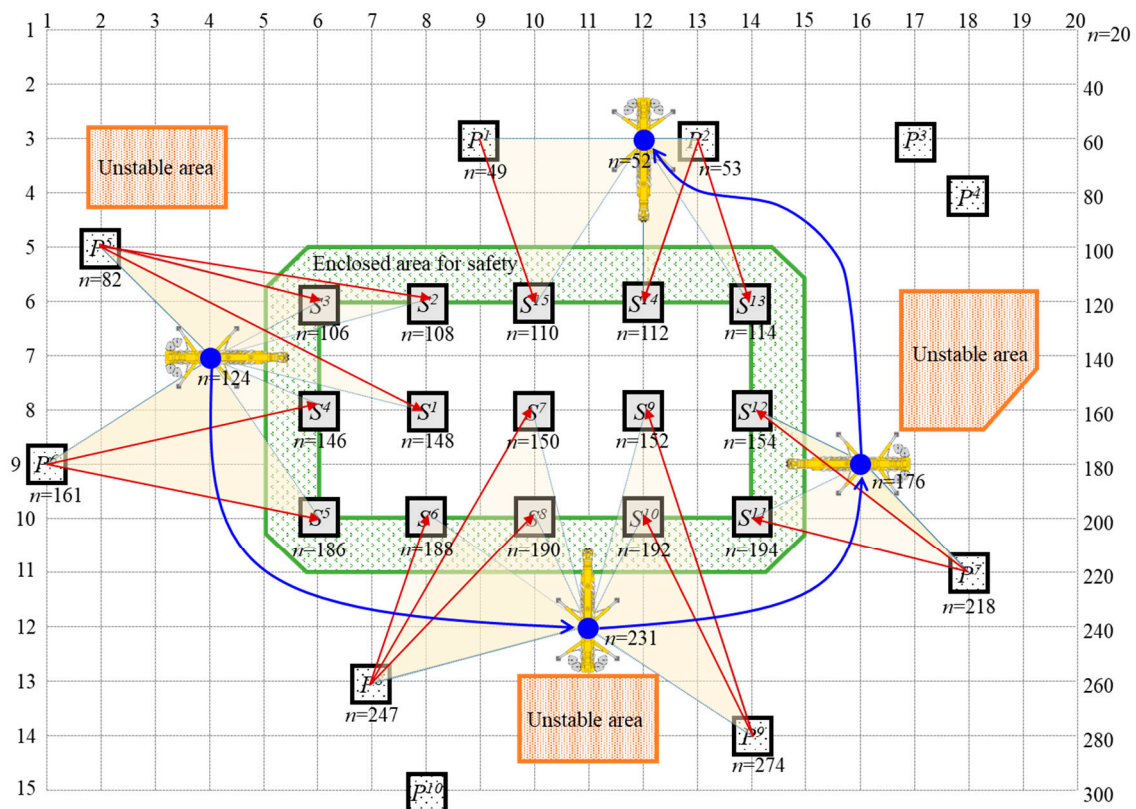 1 2 3 4 5 6 7 8 9 10 11 12 13 14 15 16 17 18 19 20
1 n=20
2 40
3 P¹ n=52 P² P³ 60
n=49 n=53
Unstable area
4 P⁴ 80
P⁵ 5 100
n=82
Enclosed area for safety
6 S³ S² S¹⁵ S¹⁴ S¹³ 120
n=106 n=108 n=110 n=112 n=114
7 n=124 140
Unstable area
8 S⁴ S¹ S⁷ S⁹ S¹² 160
n=146 n=148 n=150 n=152 n=154
9 P⁶ 180
n=161 n=176
10 S⁵ S⁶ S⁸ S¹⁰ S¹¹ 200
n=186 n=188 n=190 n=192 n=194
11 P⁷ 220
n=218
12 n=231 240
13 260
n=247
Unstable area
14 P⁹ 280
n=274
15 P¹⁰ 300